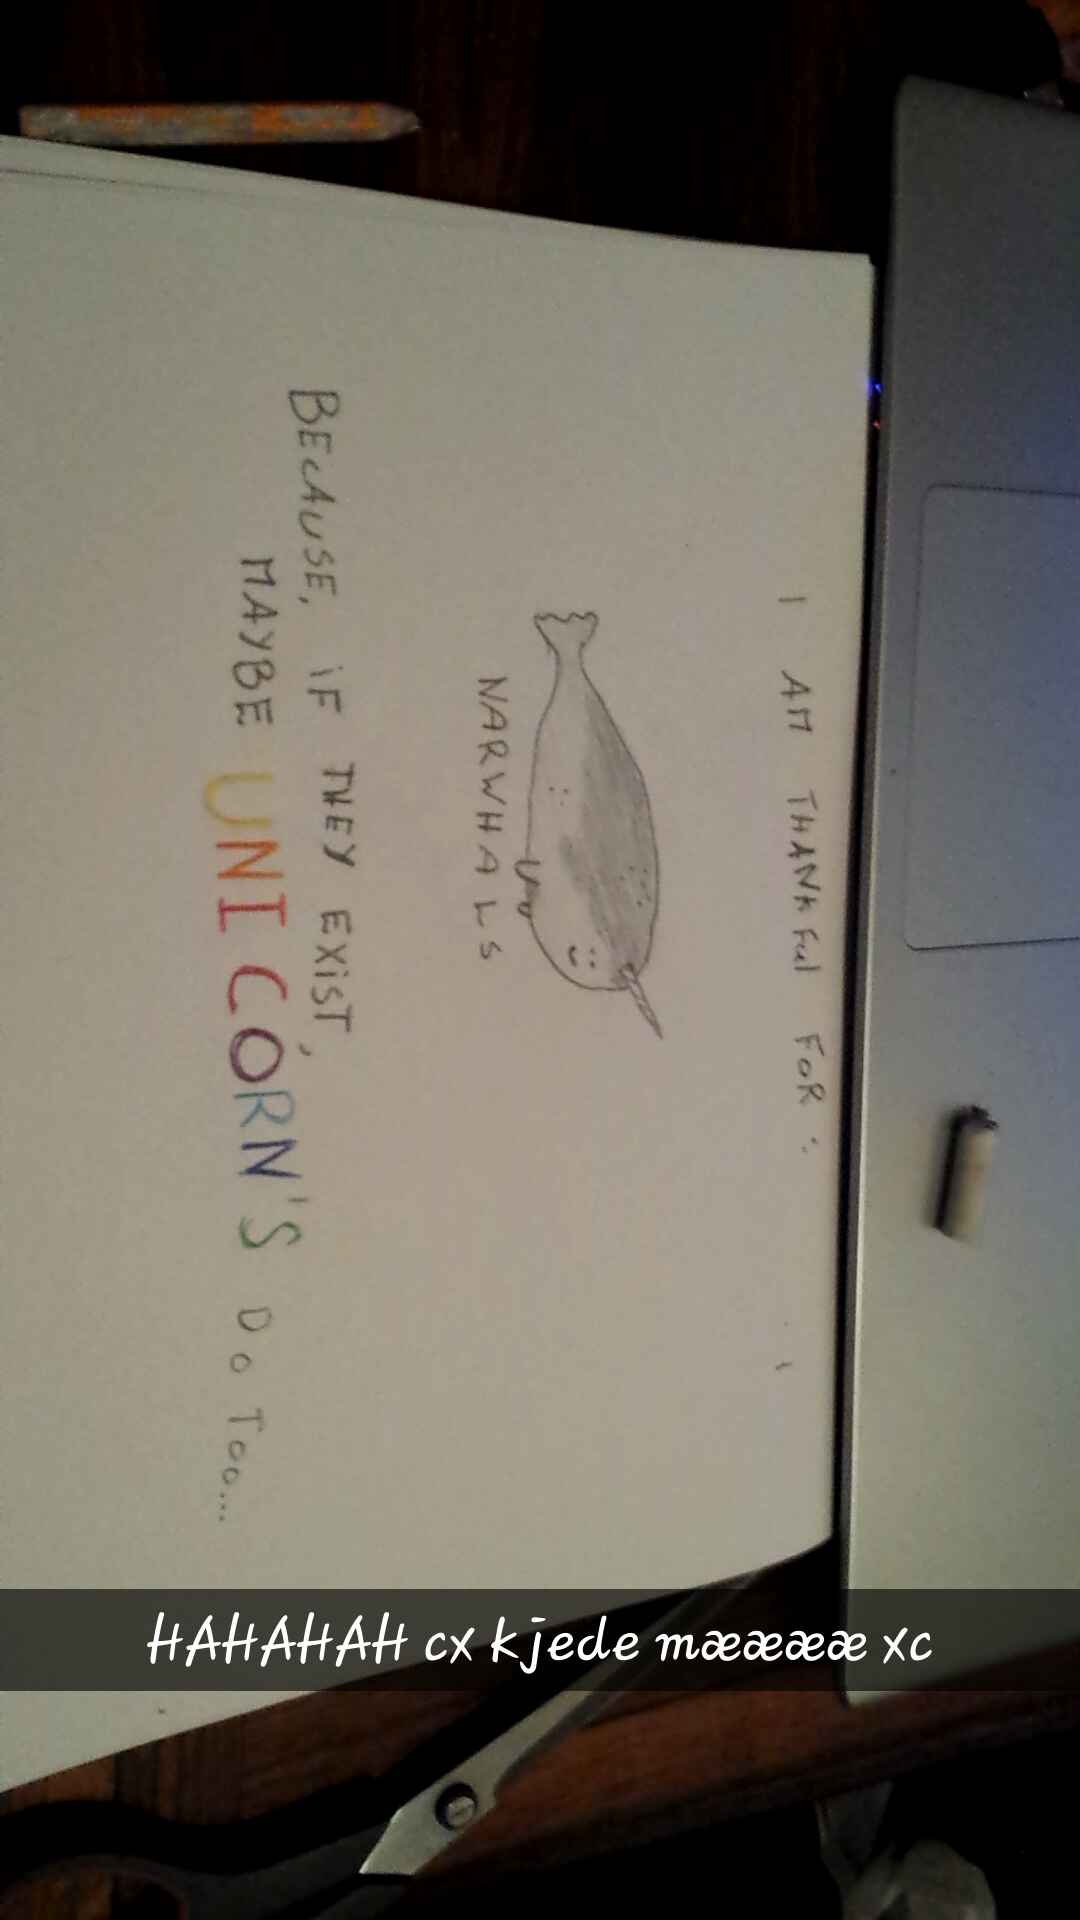 I AM THANKFUL FOR:
NARWHALS
BECAUSE, IF THEY EXIST,
MAYBE UNICORN'S DO TOO...
HAHAHAH cx kjede mæææææ xc